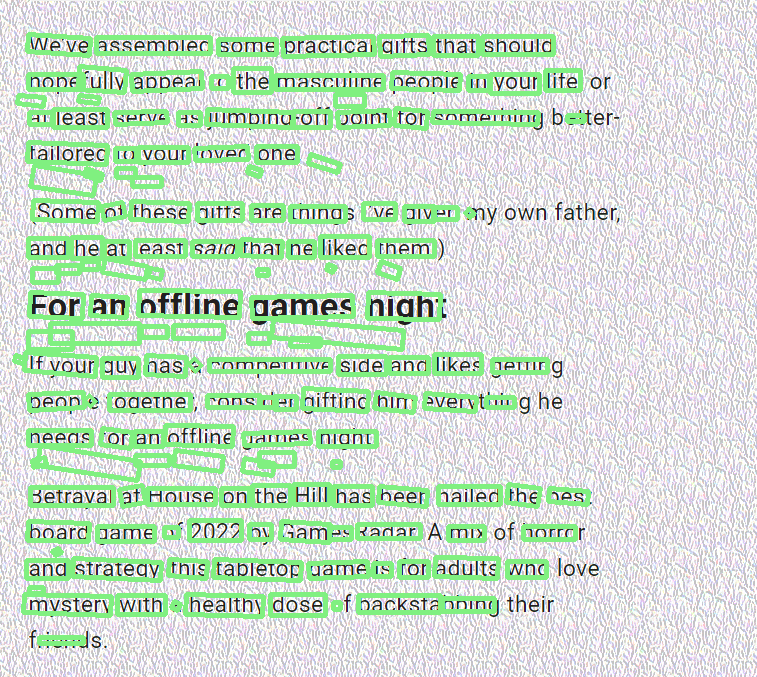 We've assembled some practical gifts that should
hopefully appeal to the masculine people in your life or
at least serve as jumping-off point for something better-
tailored to your loved one.
(Some of these gifts are things I've given my own father,
and he at least said that he liked them.)
For an offline games night
If your guy has a competitive side and likes getting
people together, consider gifting him everything he
needs for an offline games night.
Betrayal at House on the Hill has been hailed the best
board game of 2022 by GamesRadar. A mix of horror
and strategy, this tabletop game is for adults who love
mystery with a healthy dose of backstabbing their
friends.